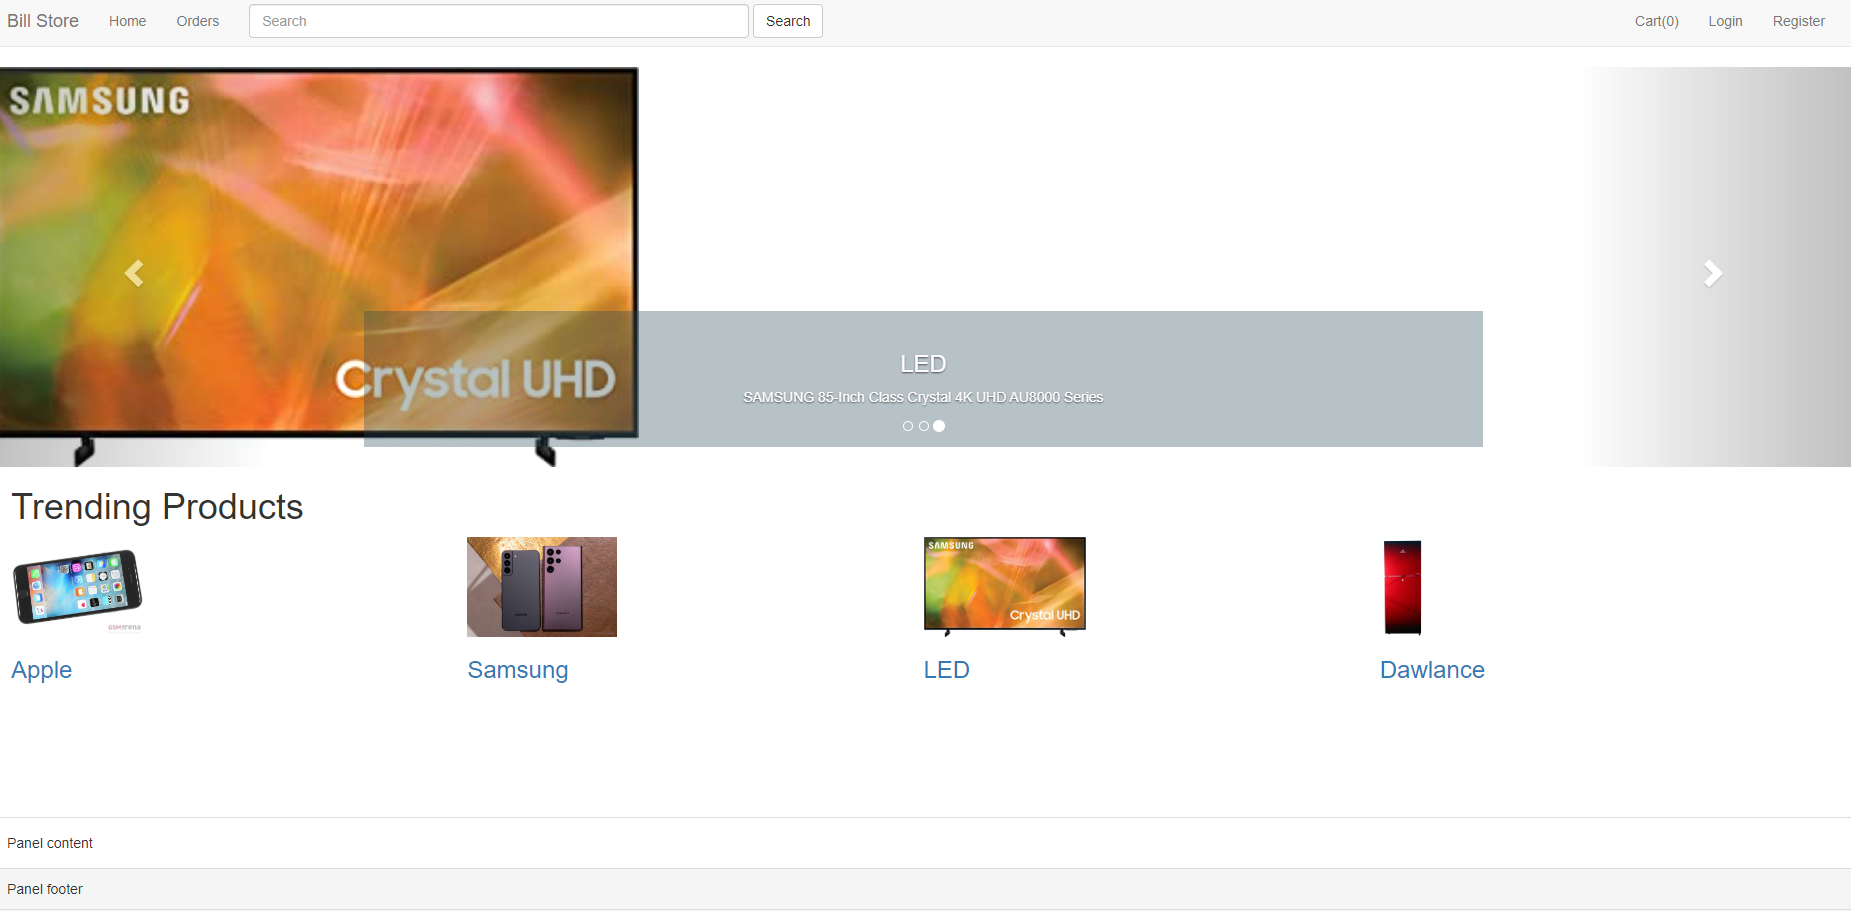 Bill Store Home Orders Search Search Cart(0) Login Register
SAMSUNG
Crystal UHD
LED
SAMSUNG 85-Inch Class Crystal 4K UHD AU8000 Series
Trending Products
GSMArena
SAMSUNG
Crystal UHD
Apple Samsung LED Dawlance
Panel content
Panel footer